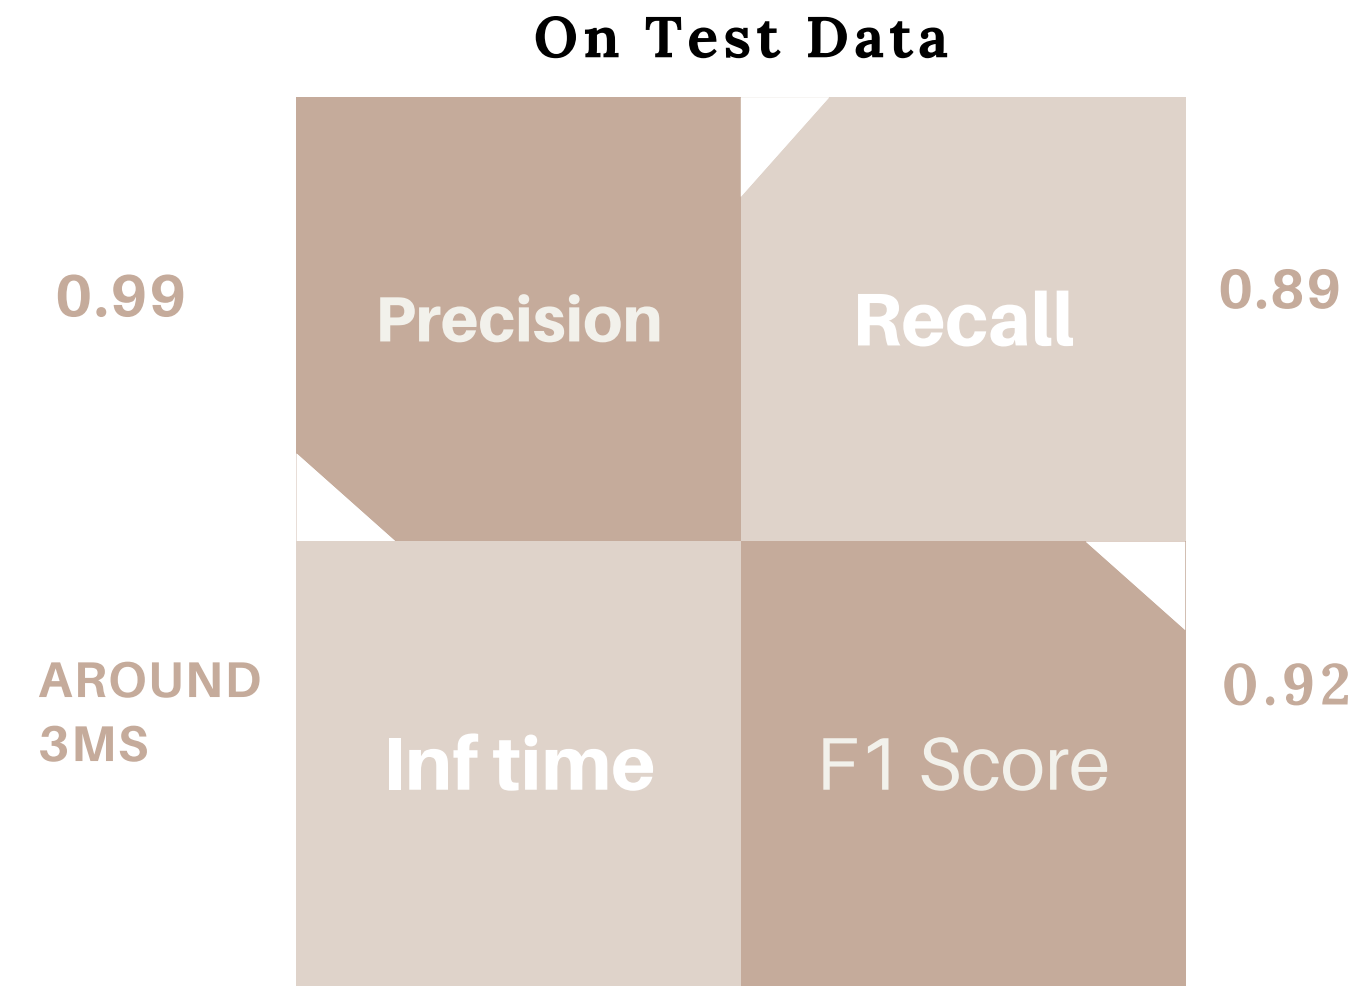 On Test Data
0.99
Precision
Recall
0.89
AROUND
3MS
Inf time
F1 Score
0.92